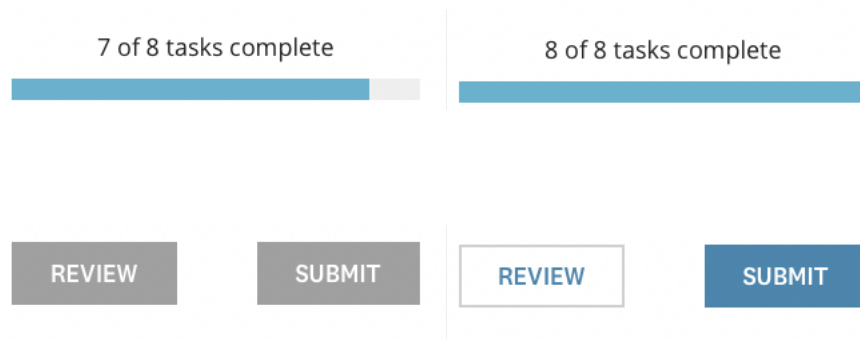 7 of 8 tasks complete
8 of 8 tasks complete
REVIEW
SUBMIT
REVIEW
SUBMIT